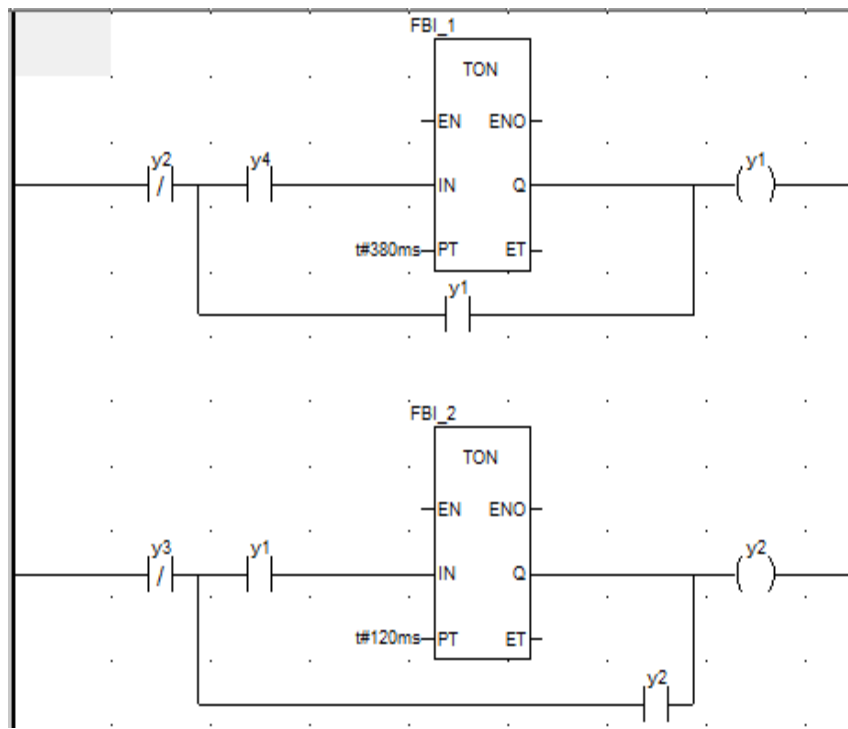 FBI_1
TON
EN ENO
y2 y4 y1
/
IN Q
t#380ms PT ET
y1
FBI_2
TON
EN ENO
y3 y1 y2
/
IN Q
t#120ms PT ET
y2